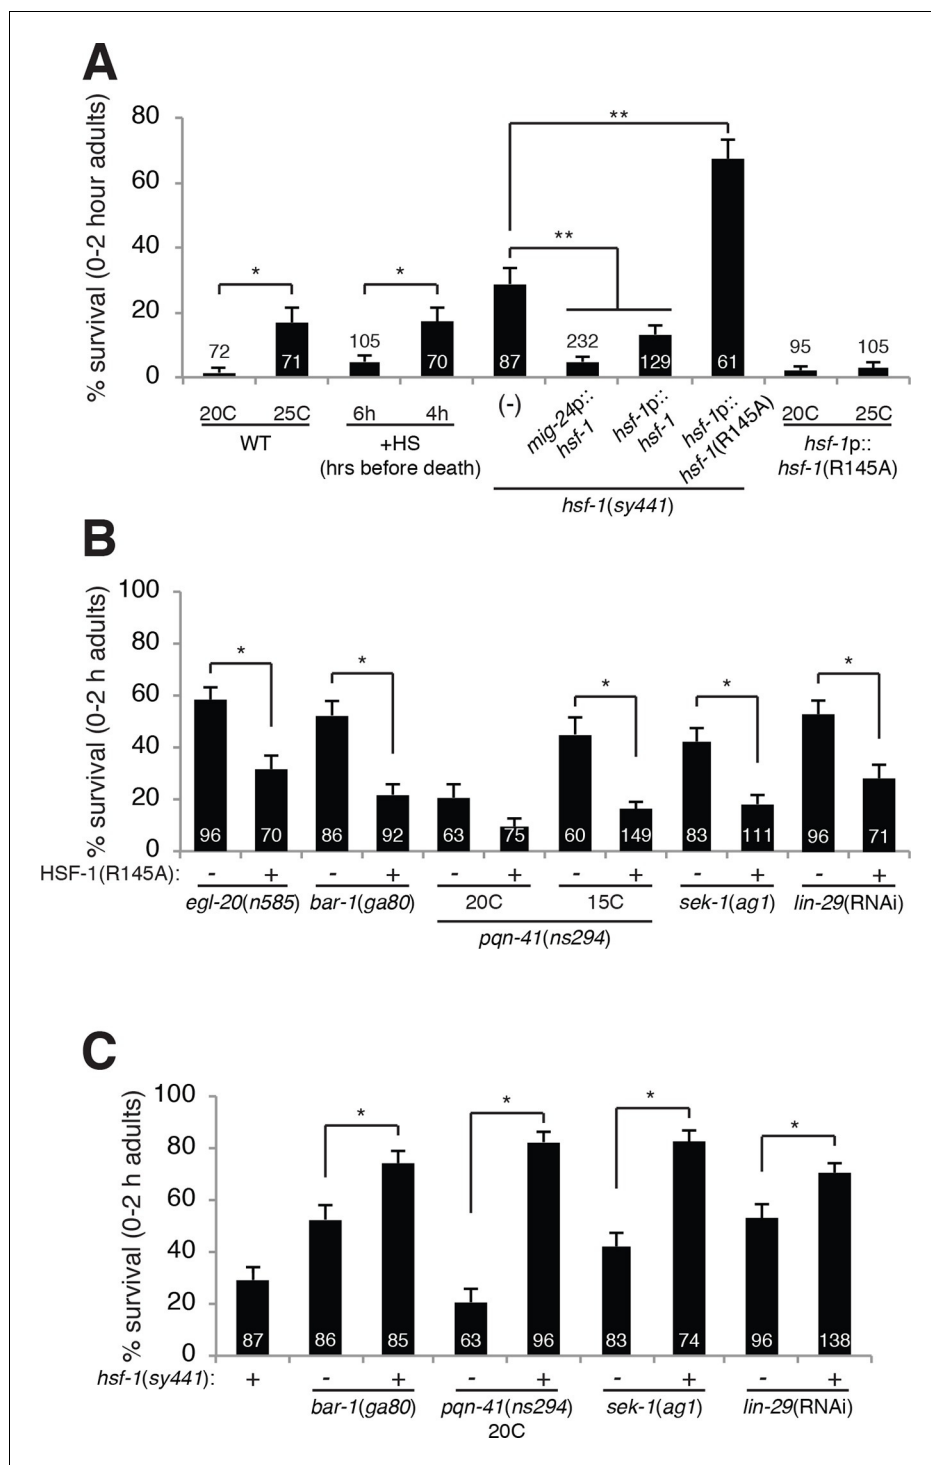 A
% survival (0-2 hour adults)
80
60
40
20
0
* * ** **
72 71 105 70 87 232 129 61 95 105
20C 25C 6h 4h (-) mig-24p:: hsf-1 hsf-1p:: hsf-1 hsf-1p:: hsf-1(R145A) 20C 25C
WT +HS hsf-1p::
(hrs before death) hsf-1(R145A)
hsf-1(sy441)
B
% survival (0-2 h adults)
100
80
60
40
20
0
* * * * *
96 70 86 92 63 75 60 149 83 111 96 71
HSF-1(R145A): - + - + - + - + - + - +
egl-20(n585) bar-1(ga80) 20C 15C sek-1(ag1) lin-29(RNAi)
pqn-41(ns294)
C
% survival (0-2 h adults)
100
80
60
40
20
0
* * * *
87 86 85 63 96 83 74 96 138
hsf-1(sy441): + - + - + - + - +
bar-1(ga80) pqn-41(ns294) sek-1(ag1) lin-29(RNAi)
20C